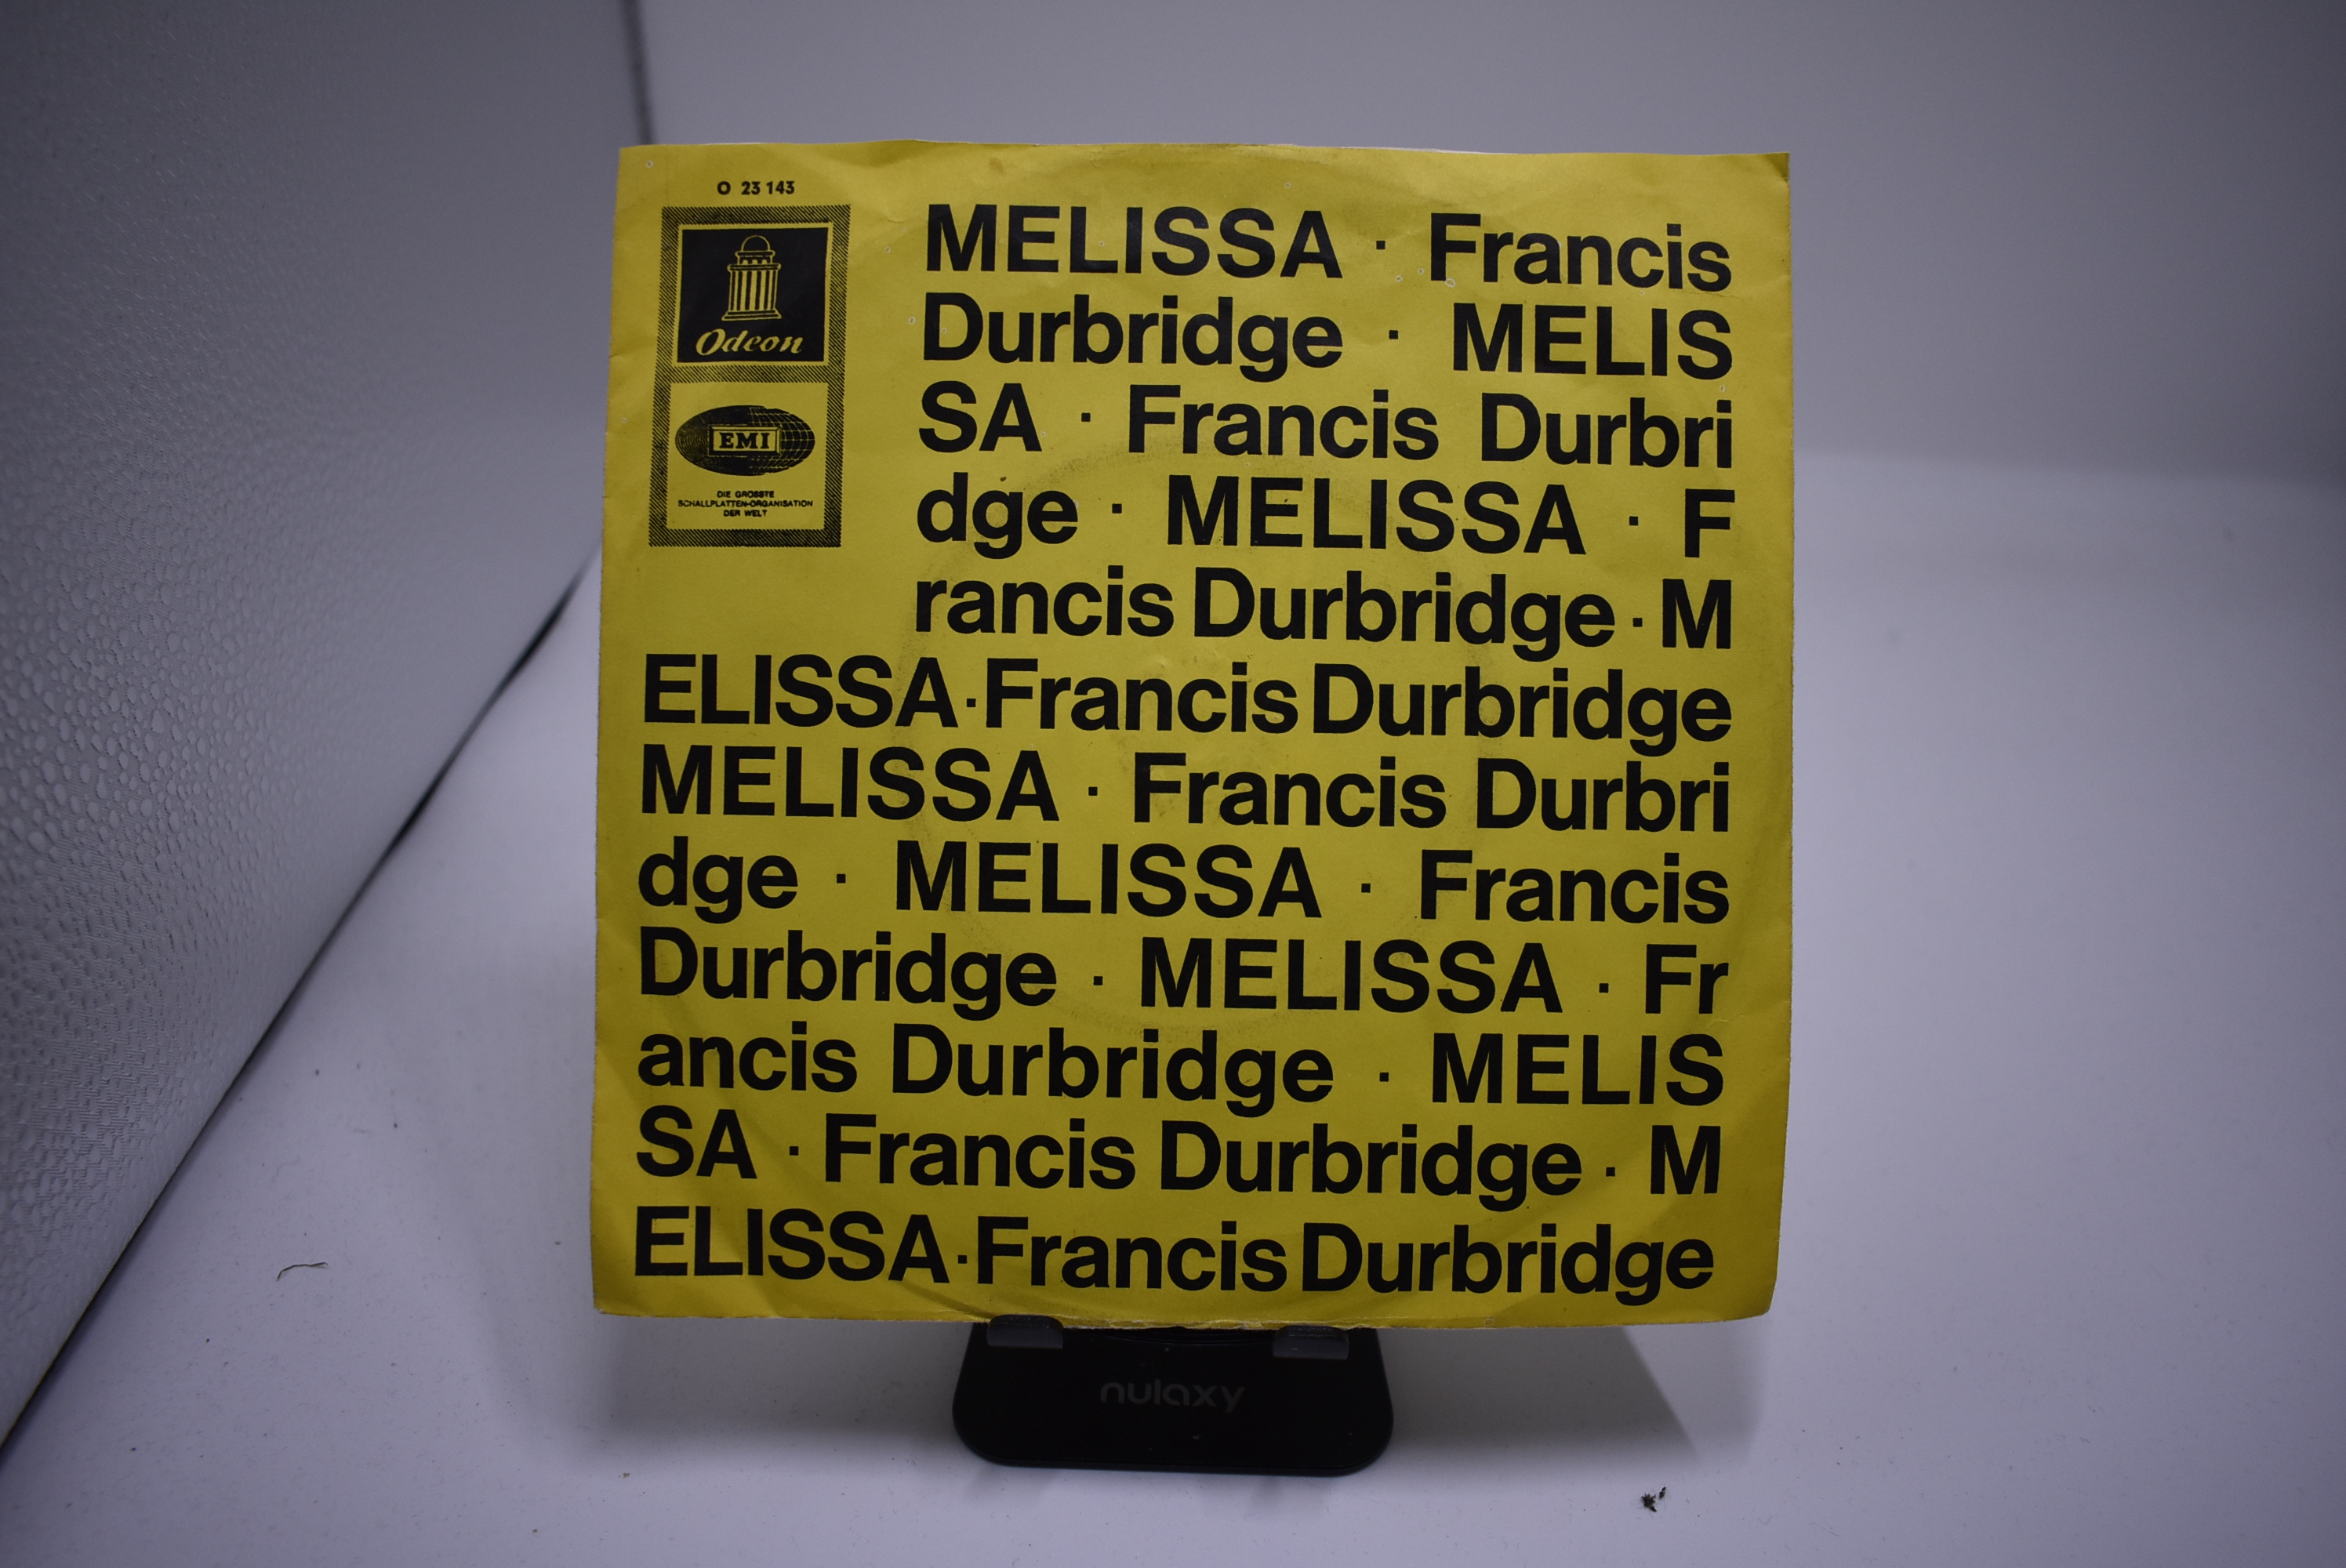 O 23 143
Odeon
EMI
DIE GRÖSSTE
SCHALLPLATTEN-ORGANISATION
DER WELT
MELISSA · Francis
Durbridge · MELIS
SA · Francis Durbri
dge · MELISSA · F
rancis Durbridge · M
ELISSA · Francis Durbridge
MELISSA · Francis Durbri
dge · MELISSA · Francis
Durbridge · MELISSA · Fr
ancis Durbridge · MELIS
SA · Francis Durbridge · M
ELISSA · Francis Durbridge
nulaxy